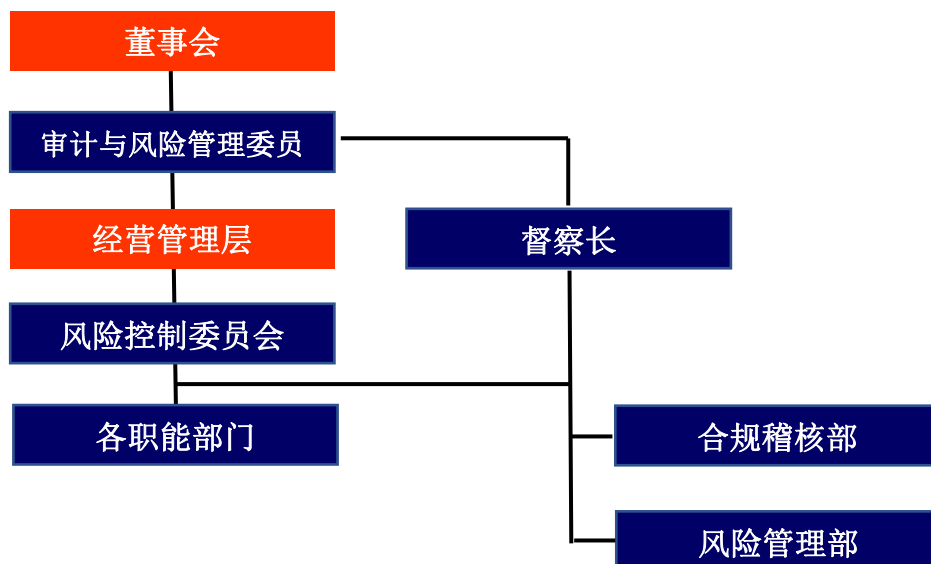 董事会
审计与风险管理委员
经营管理层
督察长
风险控制委员会
各职能部门
合规稽核部
风险管理部